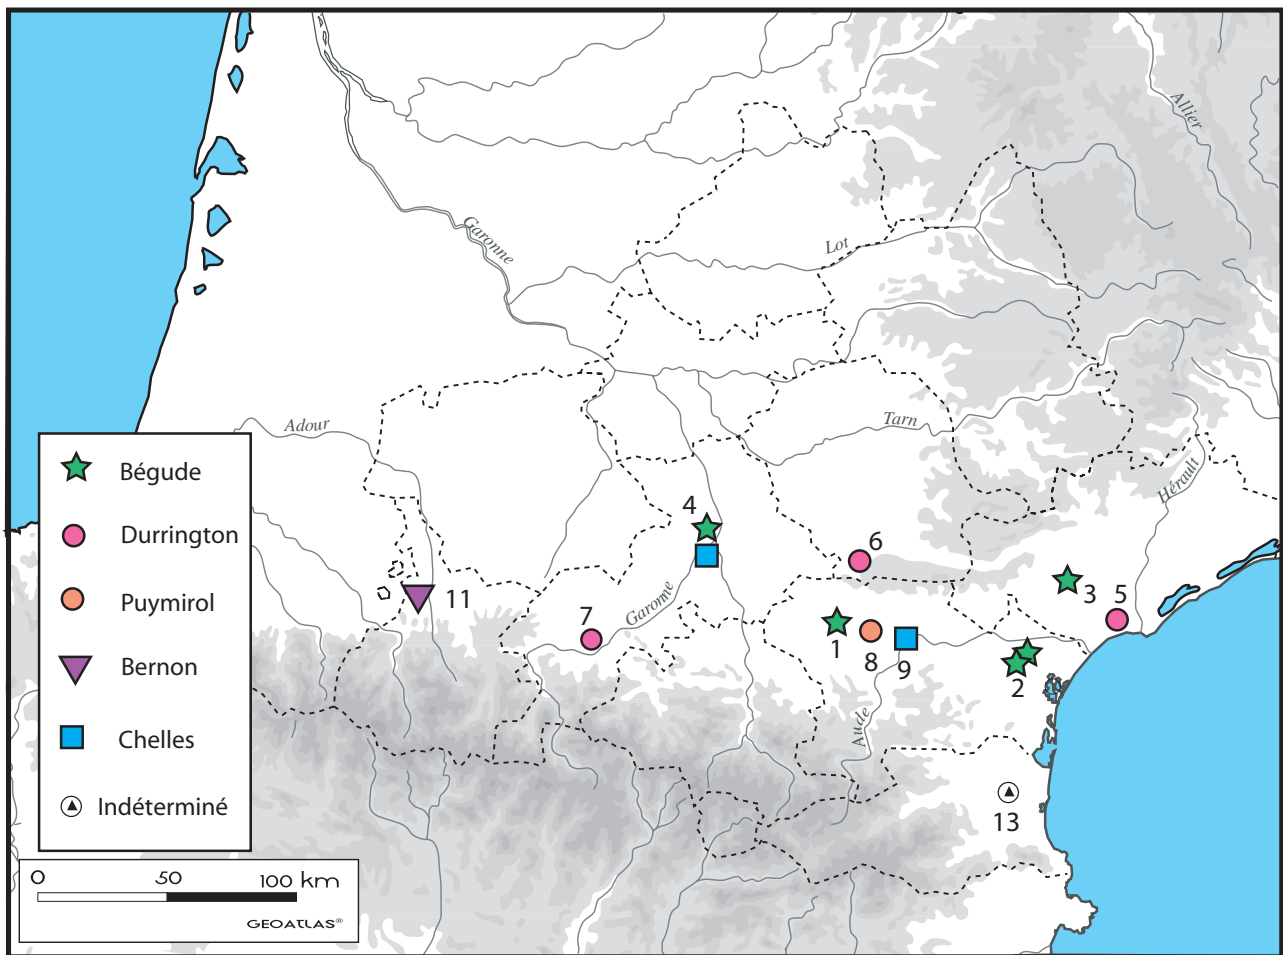 Allier
Garonne
Lot
Adour
Tarn
Hérault
Bégude
4
Durrington
6
3
5
Garonne
11
7
Puymirol
1
8
9
2
Bernon
Aude
Chelles
Indéterminé
13
0 50 100 km
GEOATLAS®